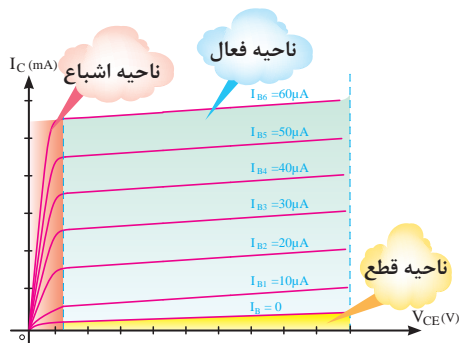 ناحیه فعال
I_C (mA)
ناحیه اشباع
I_B6 =60µA
I_B5 =50µA
I_B4 =40µA
I_B3 =30µA
I_B2 =20µA
I_B1 =10µA
ناحیه قطع
I_B = 0
V_CE (V)
o